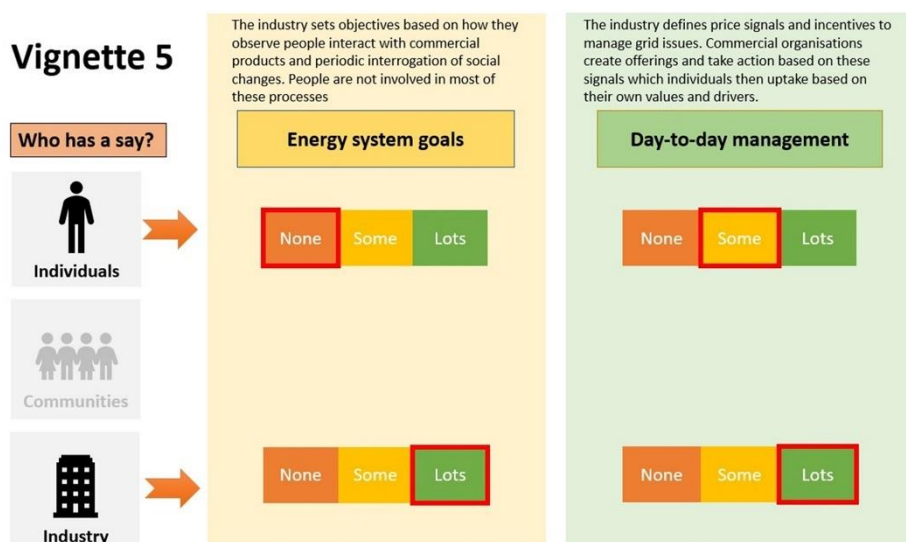 Vignette 5
The industry sets objectives based on how they
observe people interact with commercial
products and periodic interrogation of social
changes. People are not involved in most of
these processes
The industry defines price signals and incentives to
manage grid issues. Commercial organisations
create offerings and take action based on these
signals which individuals then uptake based on
their own values and drivers.
Who has a say?
Energy system goals
Day-to-day management
Individuals
None Some Lots
None Some Lots
Communities
Industry
None Some Lots
None Some Lots